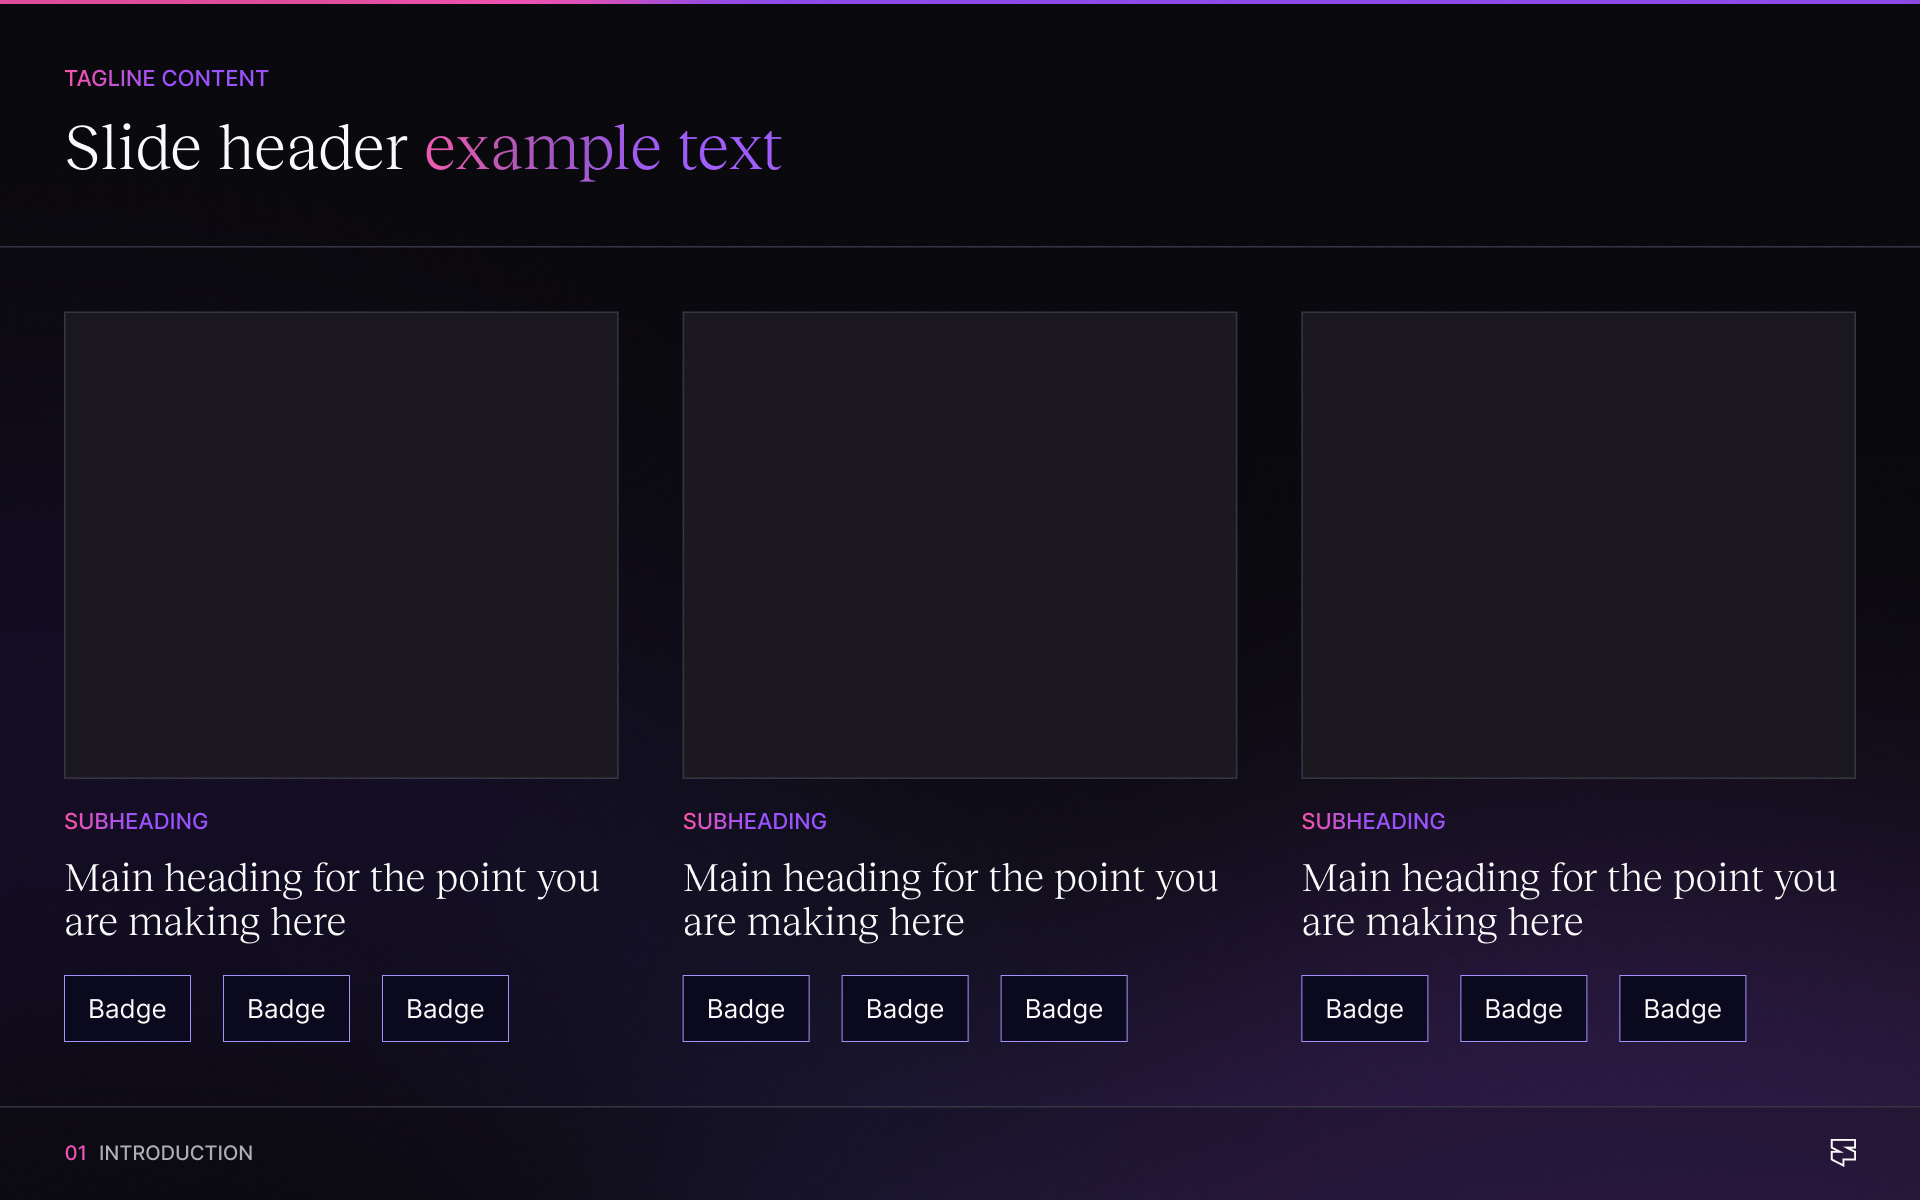 TAGLINE CONTENT
Slide header example text
SUBHEADING
Main heading for the point you
are making here
Badge
Badge
Badge
SUBHEADING
Main heading for the point you
are making here
Badge
Badge
Badge
SUBHEADING
Main heading for the point you
are making here
Badge
Badge
Badge
01 INTRODUCTION